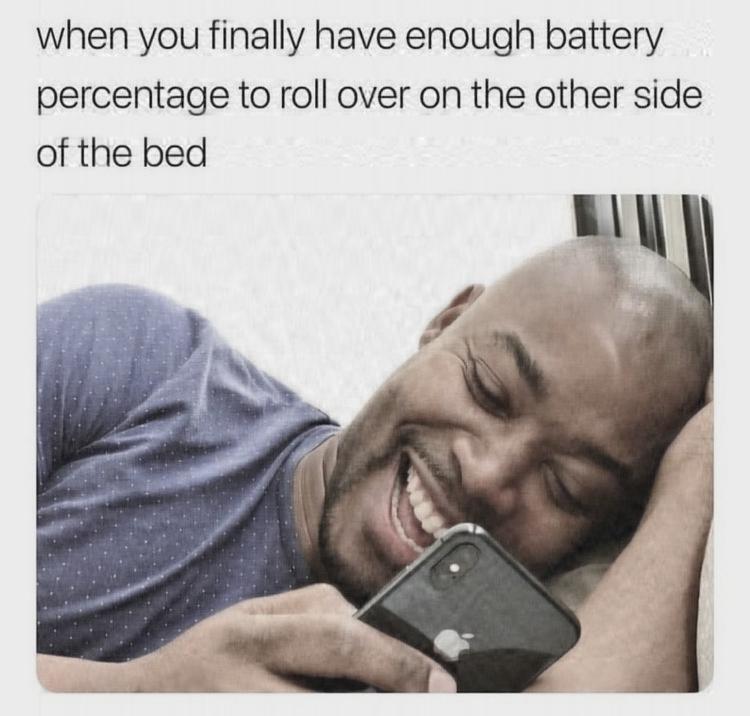 when you finally have enough battery
percentage to roll over on the other side
of the bed